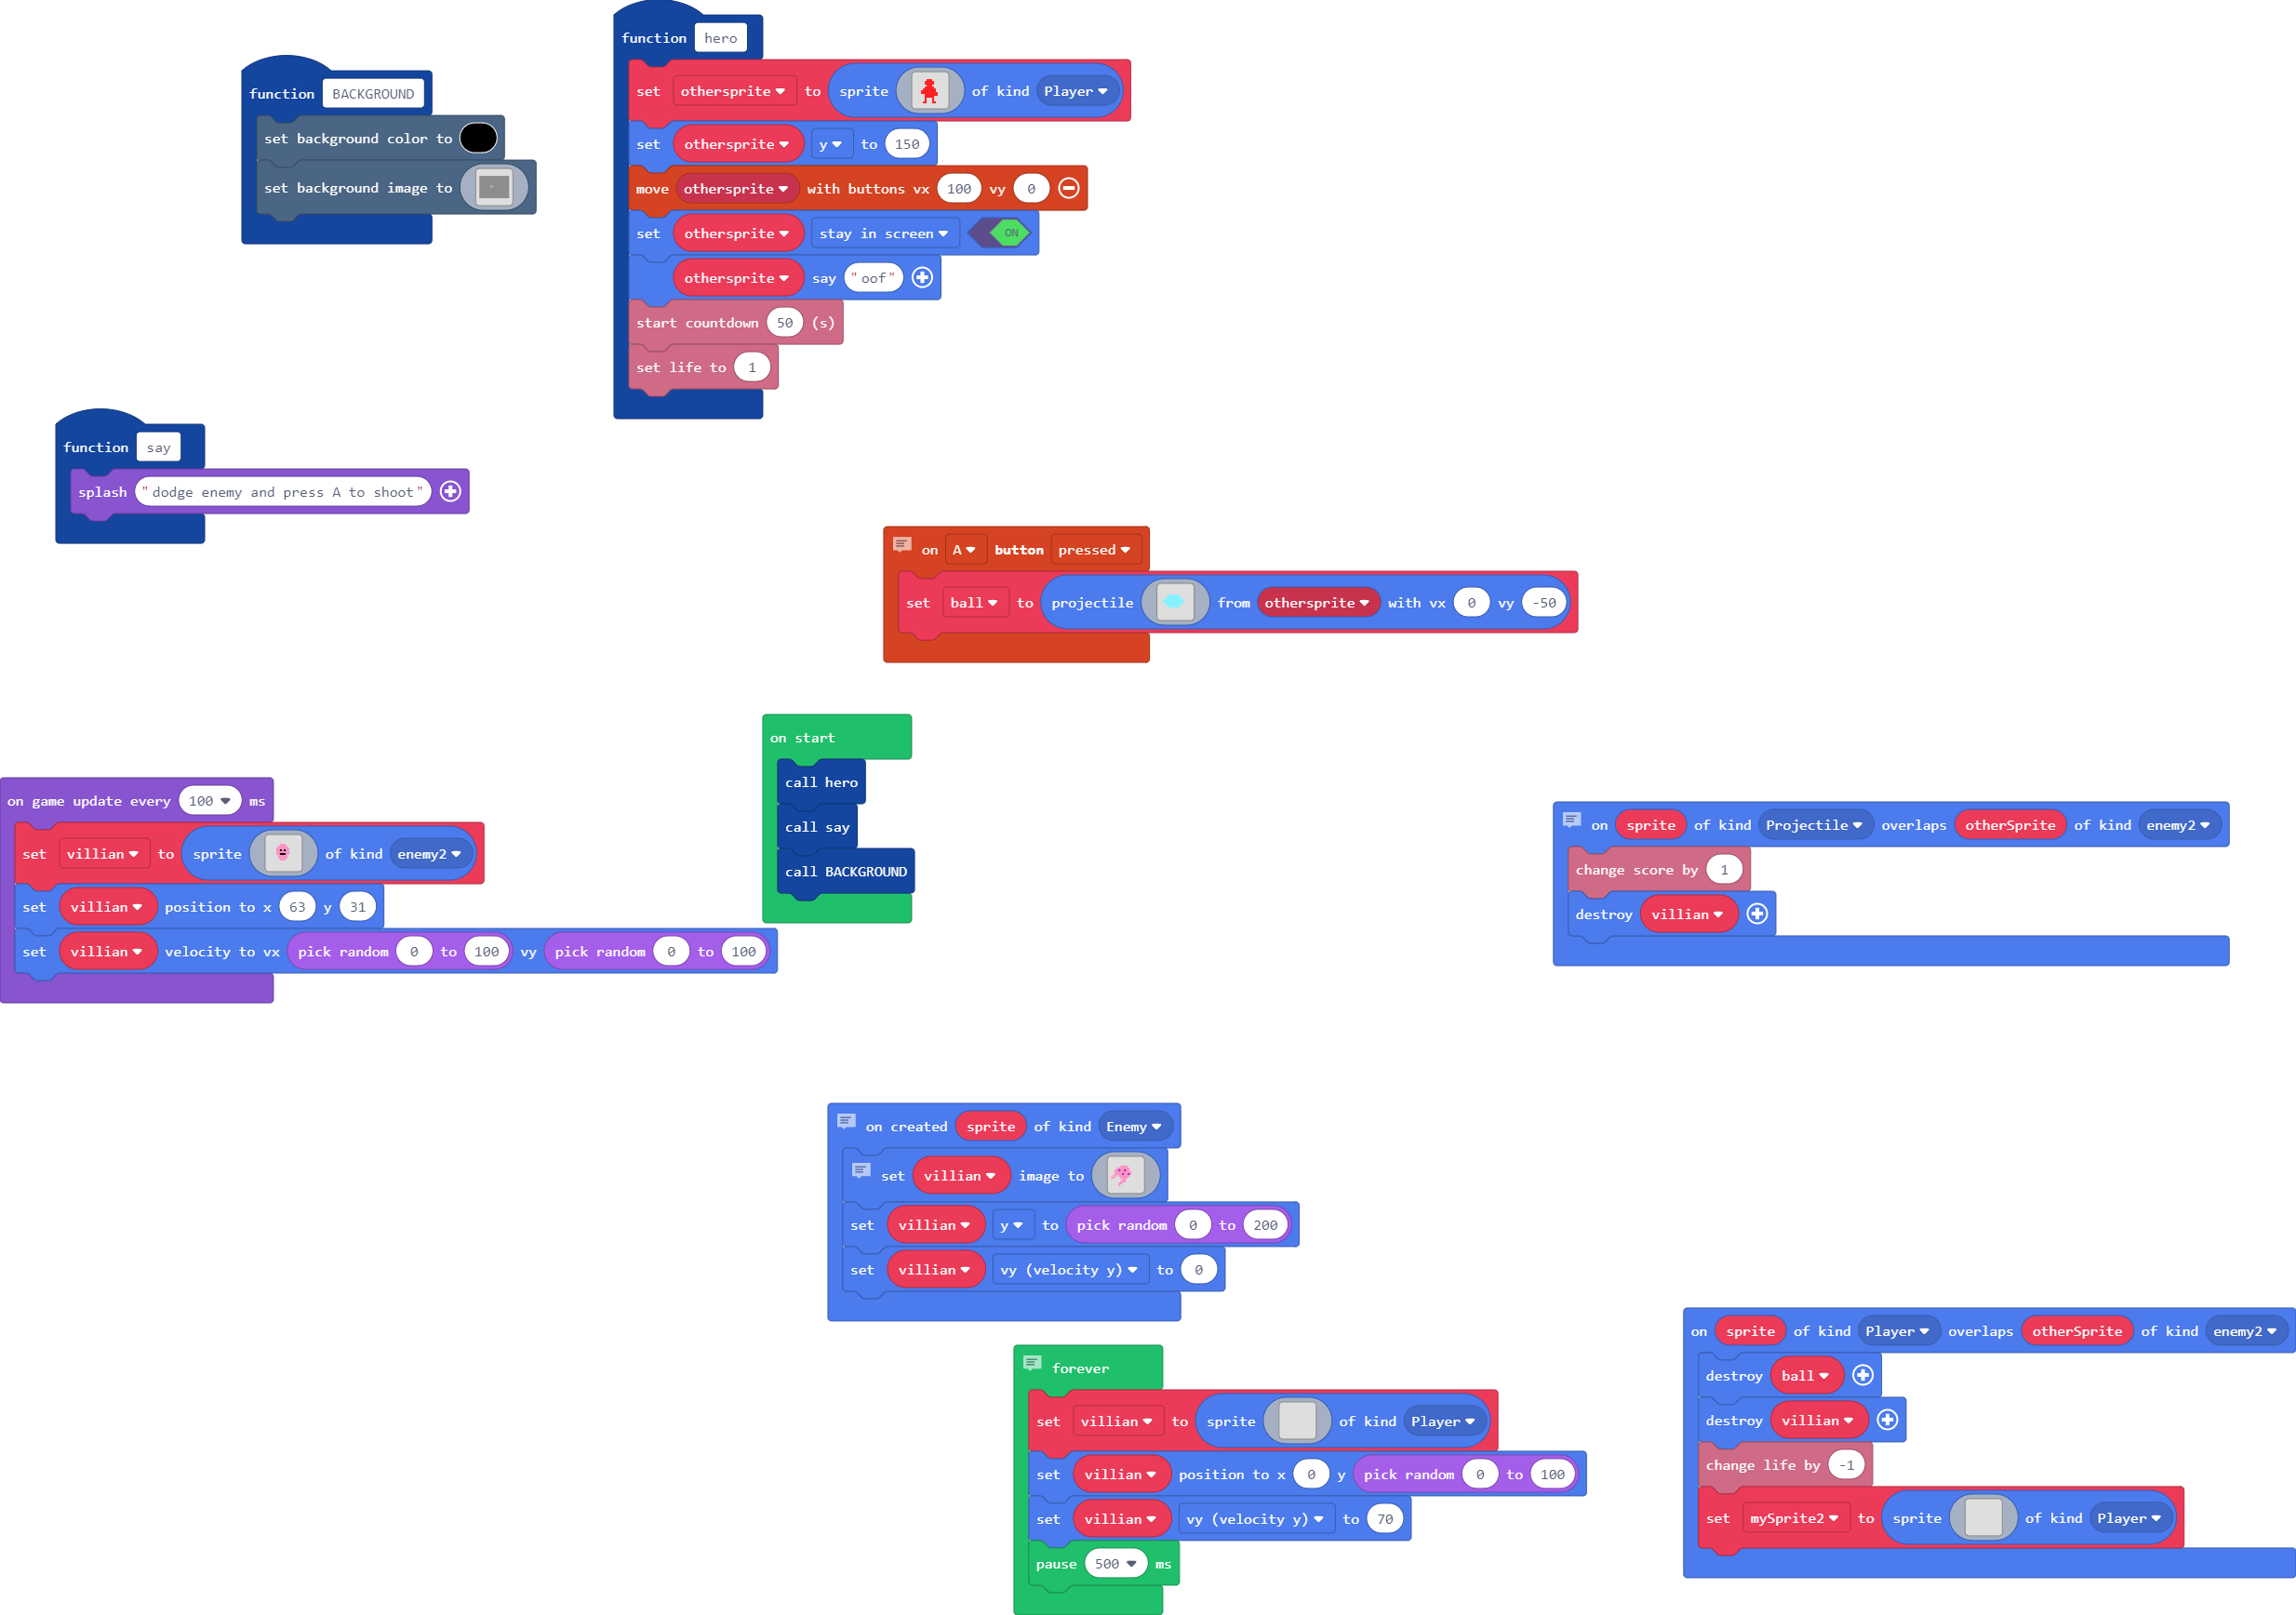 function hero
set othersprite to sprite of kind Player
set othersprite y to 150
move othersprite with buttons vx 100 vy 0
set othersprite stay in screen ON
othersprite say "oof"
start countdown 50 (s)
set life to 1
function BACKGROUND
set background color to
set background image to
function say
splash "dodge enemy and press A to shoot"
on A button pressed
set ball to projectile from othersprite with vx 0 vy -50
on start
call hero
call say
call BACKGROUND
on game update every 100 ms
set villian to sprite of kind enemy2
set villian position to x 63 y 31
set villian velocity to vx pick random 0 to 100 vy pick random 0 to 100
on sprite of kind Projectile overlaps otherSprite of kind enemy2
change score by 1
destroy villian
on created sprite of kind Enemy
set villian image to
set villian y to pick random 0 to 200
set villian vy (velocity y) to 0
forever
set villian to sprite of kind Player
set villian position to x 0 y pick random 0 to 100
set villian vy (velocity y) to 70
pause 500 ms
on sprite of kind Player overlaps otherSprite of kind enemy2
destroy ball
destroy villian
change life by -1
set mySprite2 to sprite of kind Player